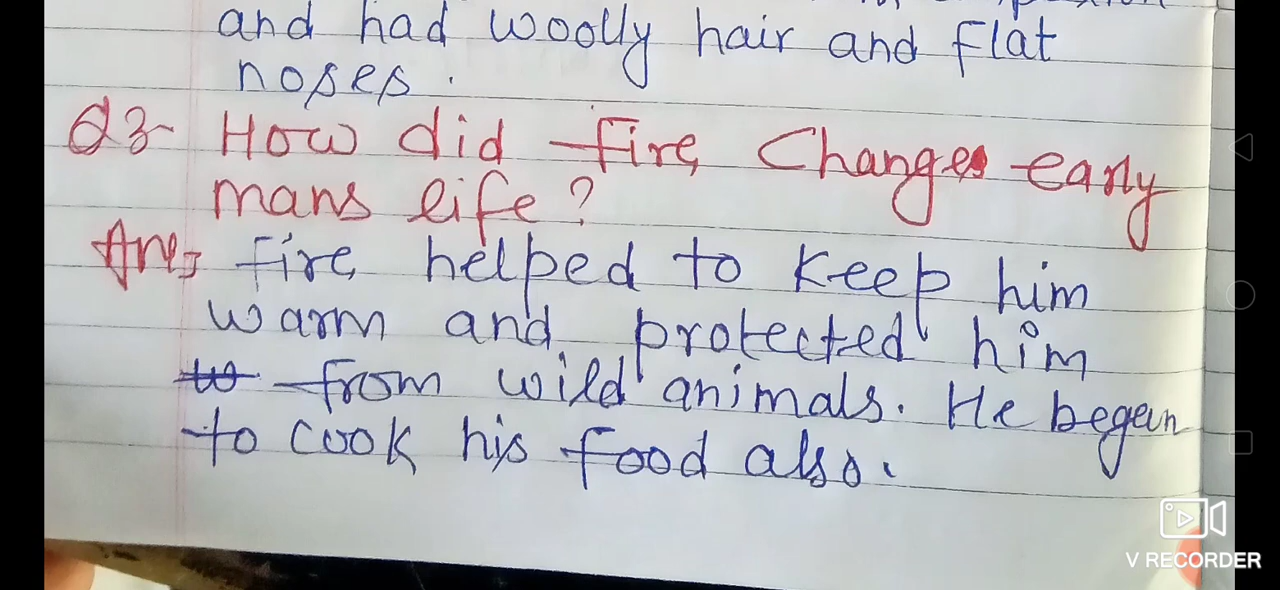 and had woolly hair and flat
noses.
Q3- How did fire changes early
mans life?
Ans fire helped to keep him
warm and protected him
from wild animals. He began
to cook his food also.
V RECORDER